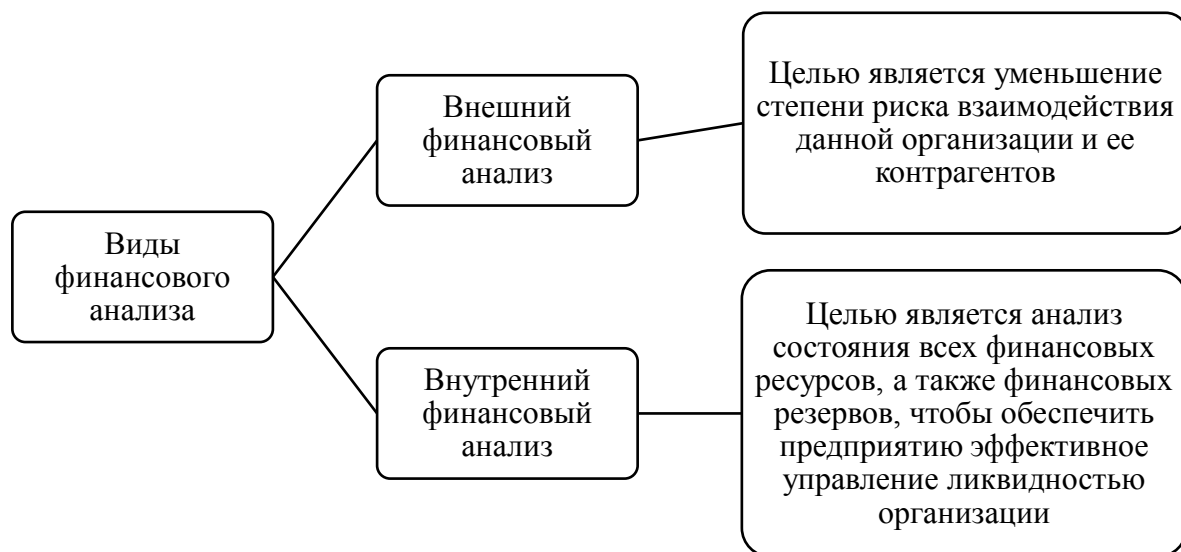 Виды
финансового
анализа
Внешний
финансовый
анализ
Целью является уменьшение
степени риска взаимодействия
данной организации и ее
контрагентов
Внутренний
финансовый
анализ
Целью является анализ
состояния всех финансовых
ресурсов, а также финансовых
резервов, чтобы обеспечить
предприятию эффективное
управление ликвидностью
организации